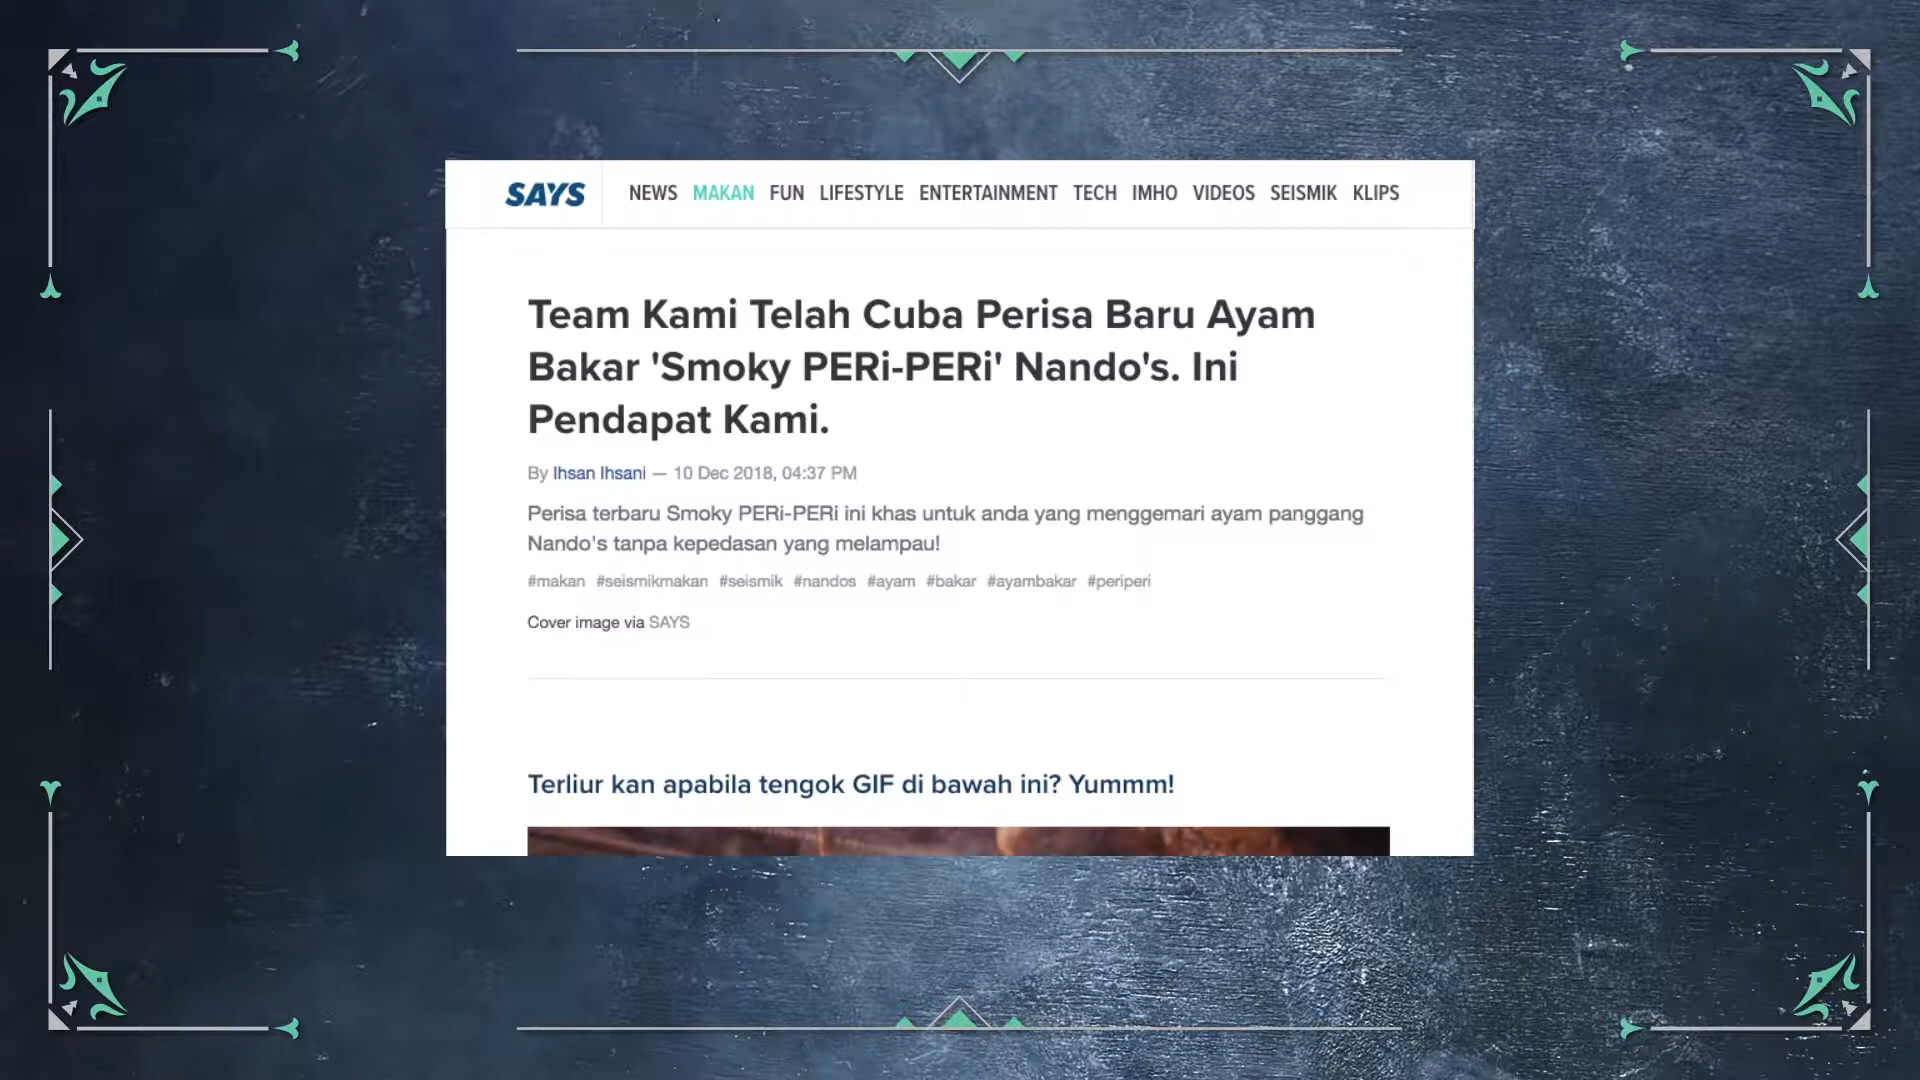 SAYS NEWS MAKAN FUN LIFESTYLE ENTERTAINMENT TECH IMHO VIDEOS SEISMIK KLIPS
Team Kami Telah Cuba Perisa Baru Ayam
Bakar 'Smoky PERi-PERi' Nando's. Ini
Pendapat Kami.
By Ihsan Ihsani — 10 Dec 2018, 04:37 PM
Perisa terbaru Smoky PERi-PERi ini khas untuk anda yang menggemari ayam panggang
Nando's tanpa kepedasan yang melampau!
#makan #seismikmakan #seismik #nandos #ayam #bakar #ayambakar #periperi
Cover image via SAYS
Terliur kan apabila tengok GIF di bawah ini? Yummm!